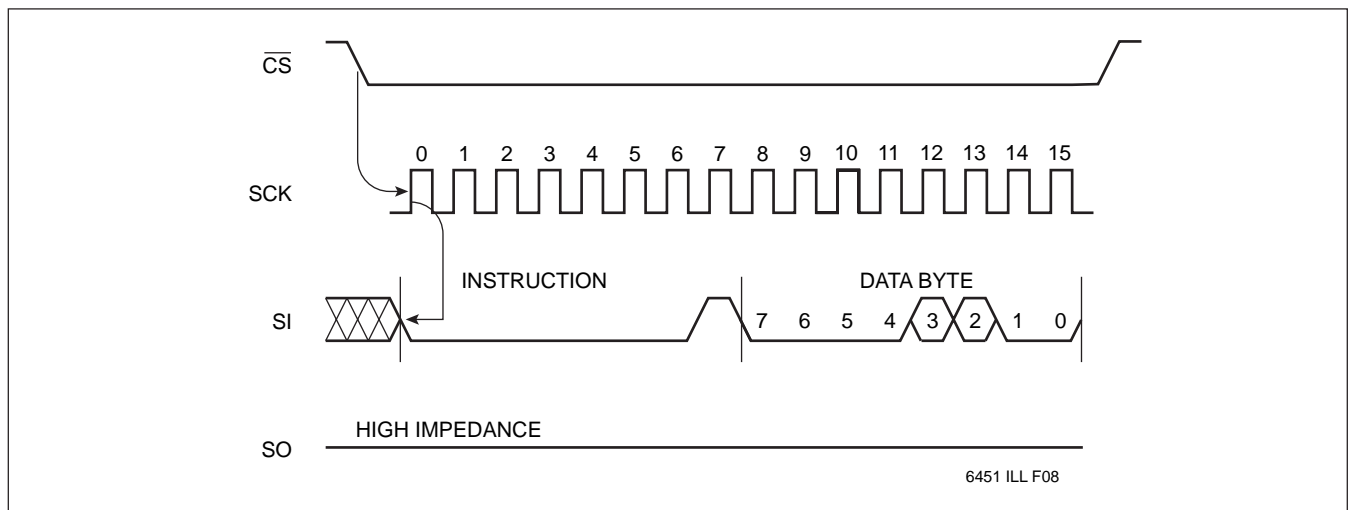 CS
0 1 2 3 4 5 6 7 8 9 10 11 12 13 14 15
SCK
INSTRUCTION DATA BYTE
SI 7 6 5 4 3 2 1 0
HIGH IMPEDANCE
SO
6451 ILL F08